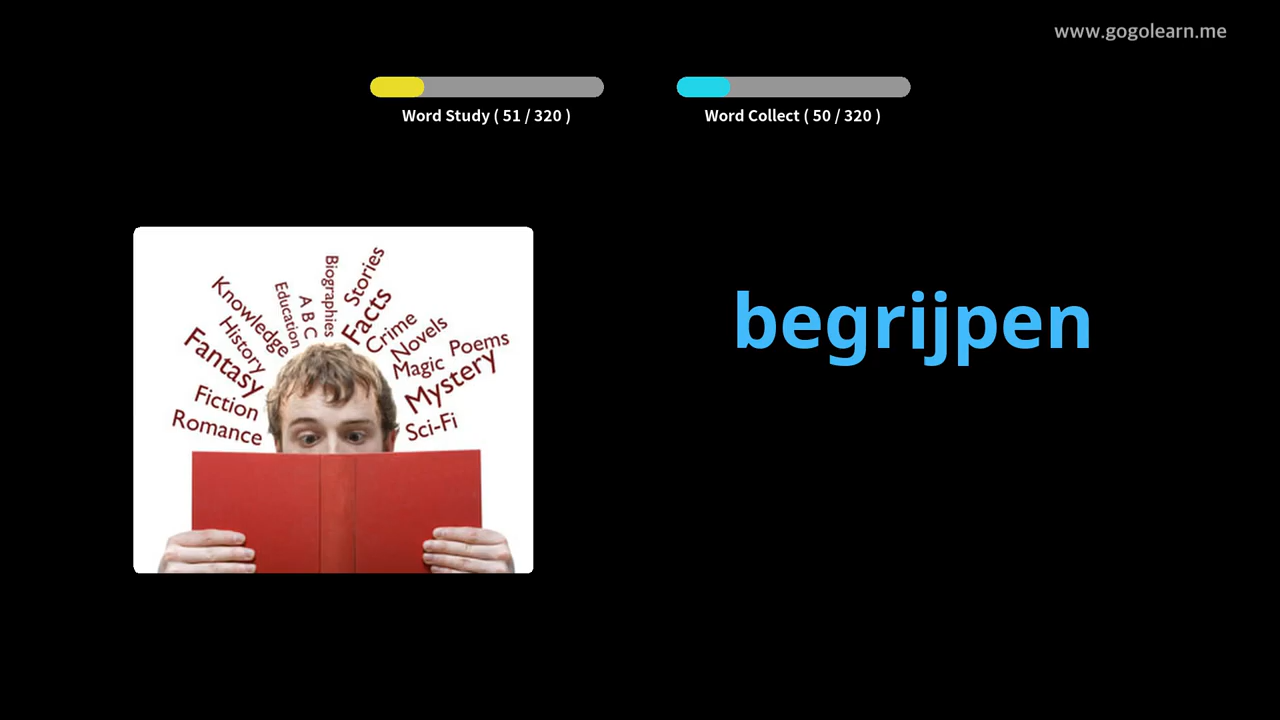 www.gogolearn.me
Word Study ( 51 / 320 )
Word Collect ( 50 / 320 )
begrijpen
Romance
Fiction
Fantasy
History
Knowledge
Education
A B C
Biographies
Stories
Facts
Crime
Novels
Magic
Poems
Mystery
Sci-Fi